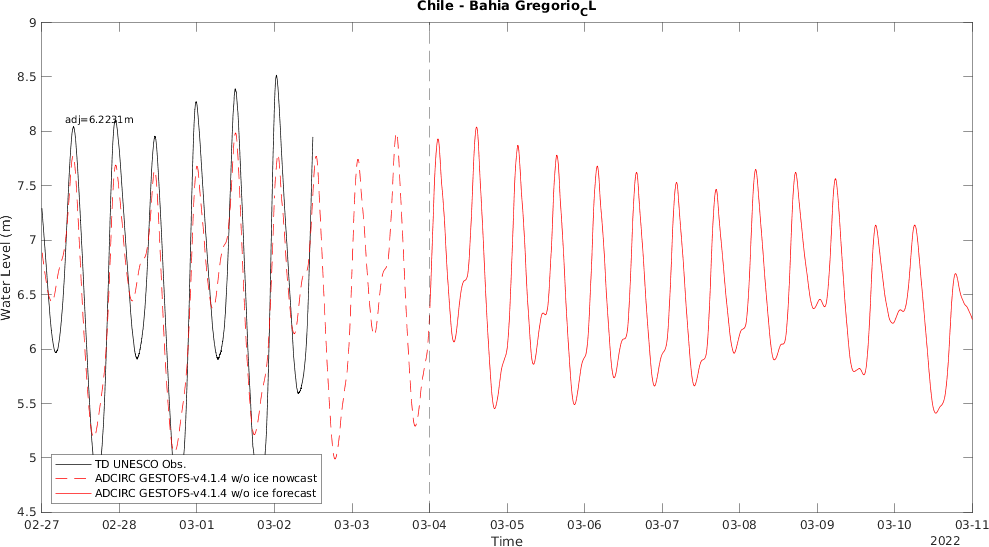 Chile - Bahia Gregorio_CL
9
8.5
8
7.5
7
6.5
6
5.5
5
4.5
Water Level (m)
adj=6.2231m
TD UNESCO Obs.
ADCIRC GESTOFS-v4.1.4 w/o ice nowcast
ADCIRC GESTOFS-v4.1.4 w/o ice forecast
02-27 02-28 03-01 03-02 03-03 03-04 03-05 03-06 03-07 03-08 03-09 03-10 03-11
Time
2022